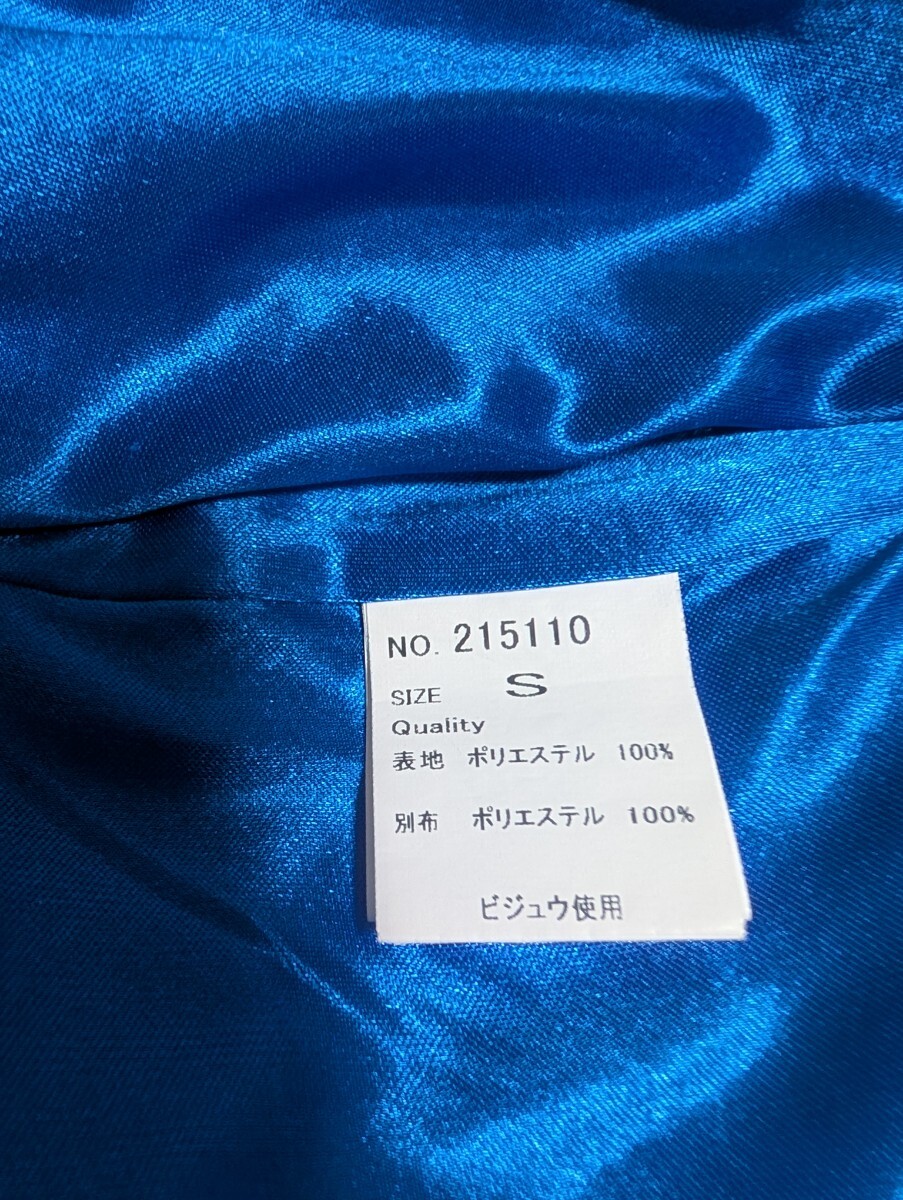 NO. 215110
SIZE S
Quality
表地 ポリエステル 100%
別布 ポリエステル 100%
ビジュウ使用